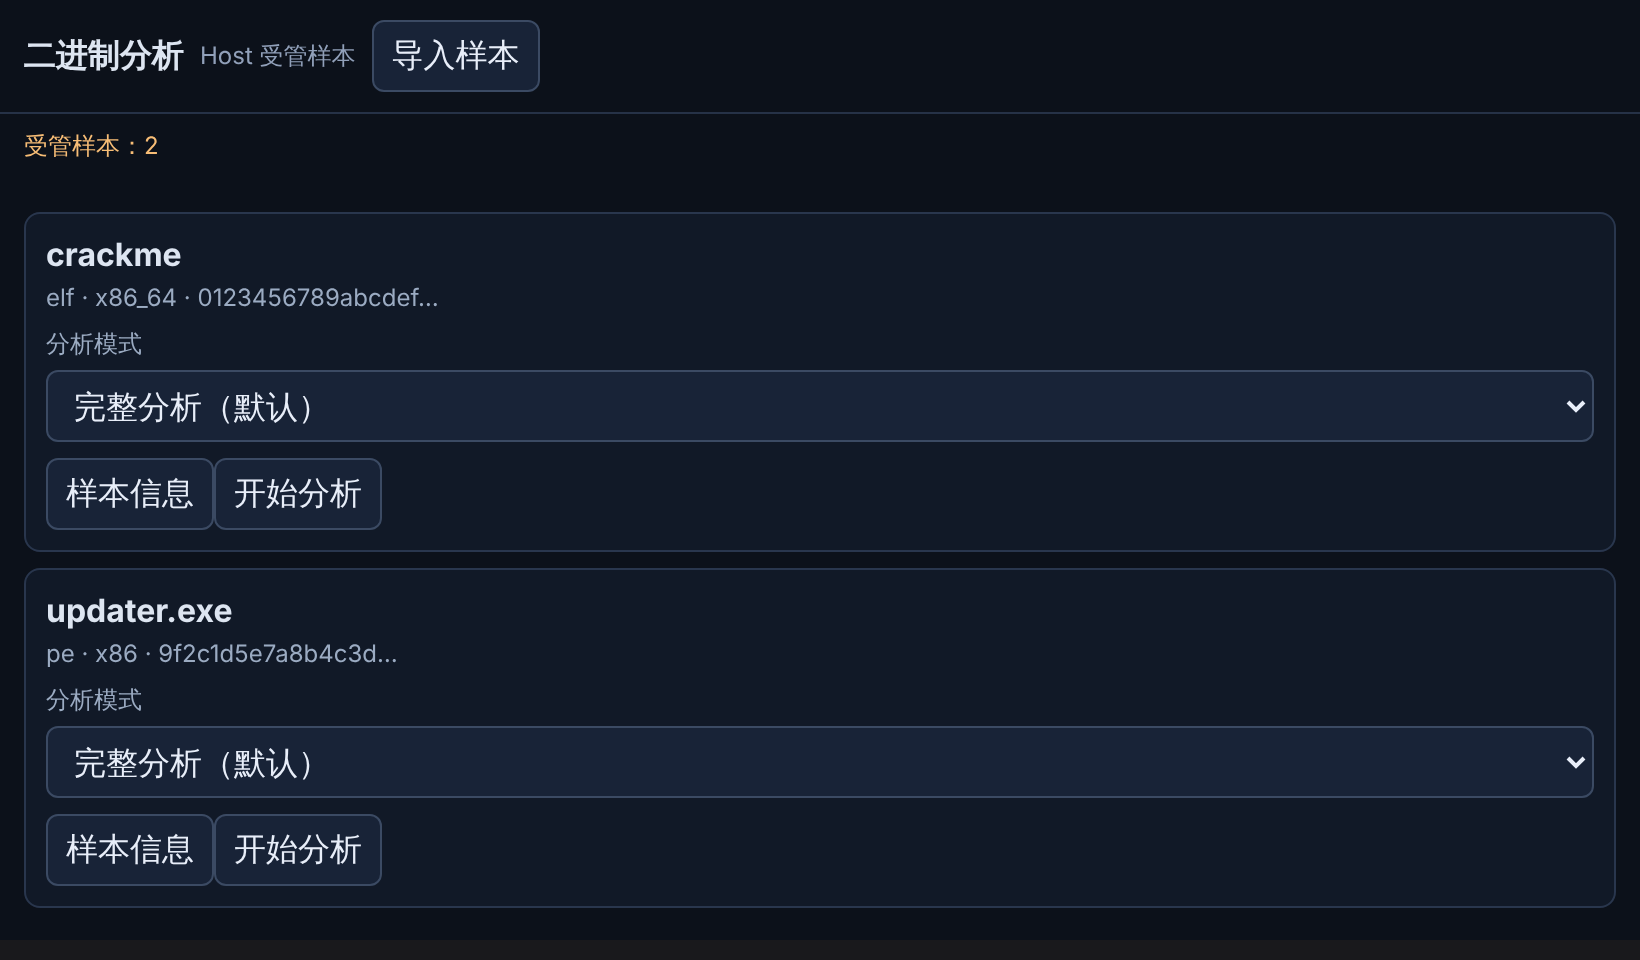 二进制分析 Host 受管样本 导入样本
受管样本：2
crackme
elf · x86_64 · 0123456789abcdef...
分析模式
完整分析（默认）
样本信息 开始分析
updater.exe
pe · x86 · 9f2c1d5e7a8b4c3d...
分析模式
完整分析（默认）
样本信息 开始分析